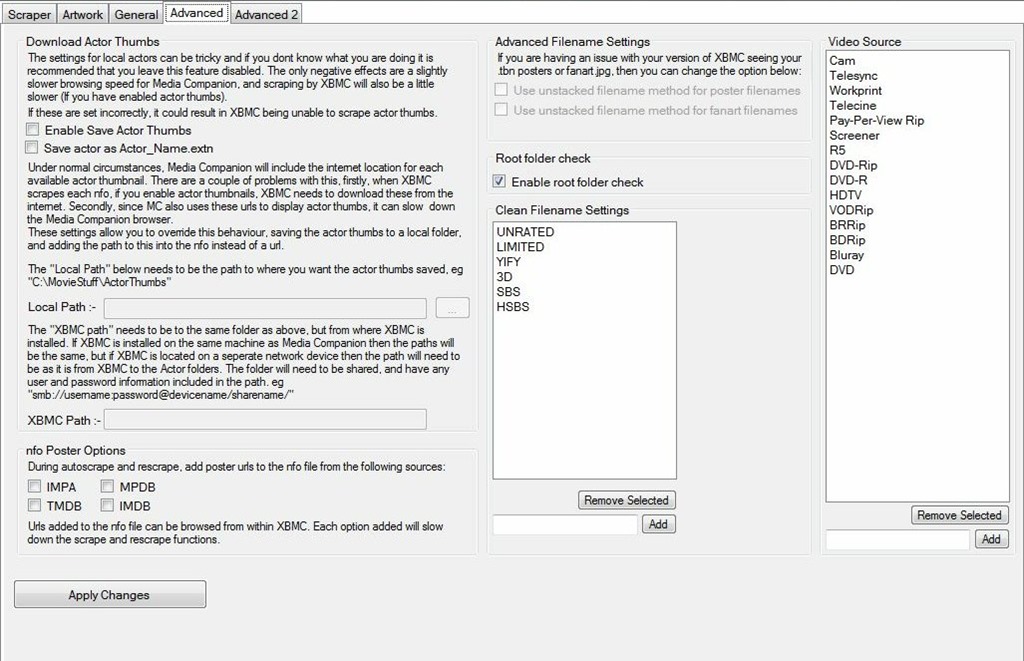 Scraper
Artwork
General
Advanced
Advanced 2
Download Actor Thumbs
The settings for local actors can be tricky and if you dont know what you are doing it is
recommended that you leave this feature disabled. The only negative effects are a slightly
slower browsing speed for Media Companion, and scraping by XBMC will also be a little
slower (If you have enabled actor thumbs).
If these are set incorrectly, it could result in XBMC being unable to scrape actor thumbs.
Enable Save Actor Thumbs
Save actor as Actor_Name.extn
Under normal circumstances, Media Companion will include the internet location for each
available actor thumbnail. There are a couple of problems with this, firstly, when XBMC
scrapes each nfo, if you enable actor thumbnails, XBMC needs to download these from the
internet. Secondly, since MC also uses these urls to display actor thumbs, it can slow down
the Media Companion browser.
These settings allow you to override this behaviour, saving the actor thumbs to a local folder,
and adding the path to this into the nfo instead of a url.
The "Local Path" below needs to be the path to where you want the actor thumbs saved, eg
"C:\MovieStuff\ActorThumbs"
Local Path :-
...
The "XBMC path" needs to be to the same folder as above, but from where XBMC is
installed. If XBMC is installed on the same machine as Media Companion then the paths will
be the same, but if XBMC is located on a seperate network device then the path will need to
be as it is from XBMC to the Actor folders. The folder will need to be shared, and have any
user and password information included in the path. eg
"smb://username:password@devicename/sharename/"
XBMC Path :-
nfo Poster Options
During autoscrape and rescrape, add poster urls to the nfo file from the following sources:
IMPA
MPDB
TMDB
IMDB
Urls added to the nfo file can be browsed from within XBMC. Each option added will slow
down the scrape and rescrape functions.
Apply Changes
Advanced Filename Settings
If you are having an issue with your version of XBMC seeing your
.tbn posters or fanart.jpg, then you can change the option below:
Use unstacked filename method for poster filenames
Use unstacked filename method for fanart filenames
Root folder check
Enable root folder check
Clean Filename Settings
UNRATED
LIMITED
YIFY
3D
SBS
HSBS
Remove Selected
Add
Video Source
Cam
Telesync
Workprint
Telecine
Pay-Per-View Rip
Screener
R5
DVD-Rip
DVD-R
HDTV
VODRip
BRRip
BDRip
Bluray
DVD
Remove Selected
Add